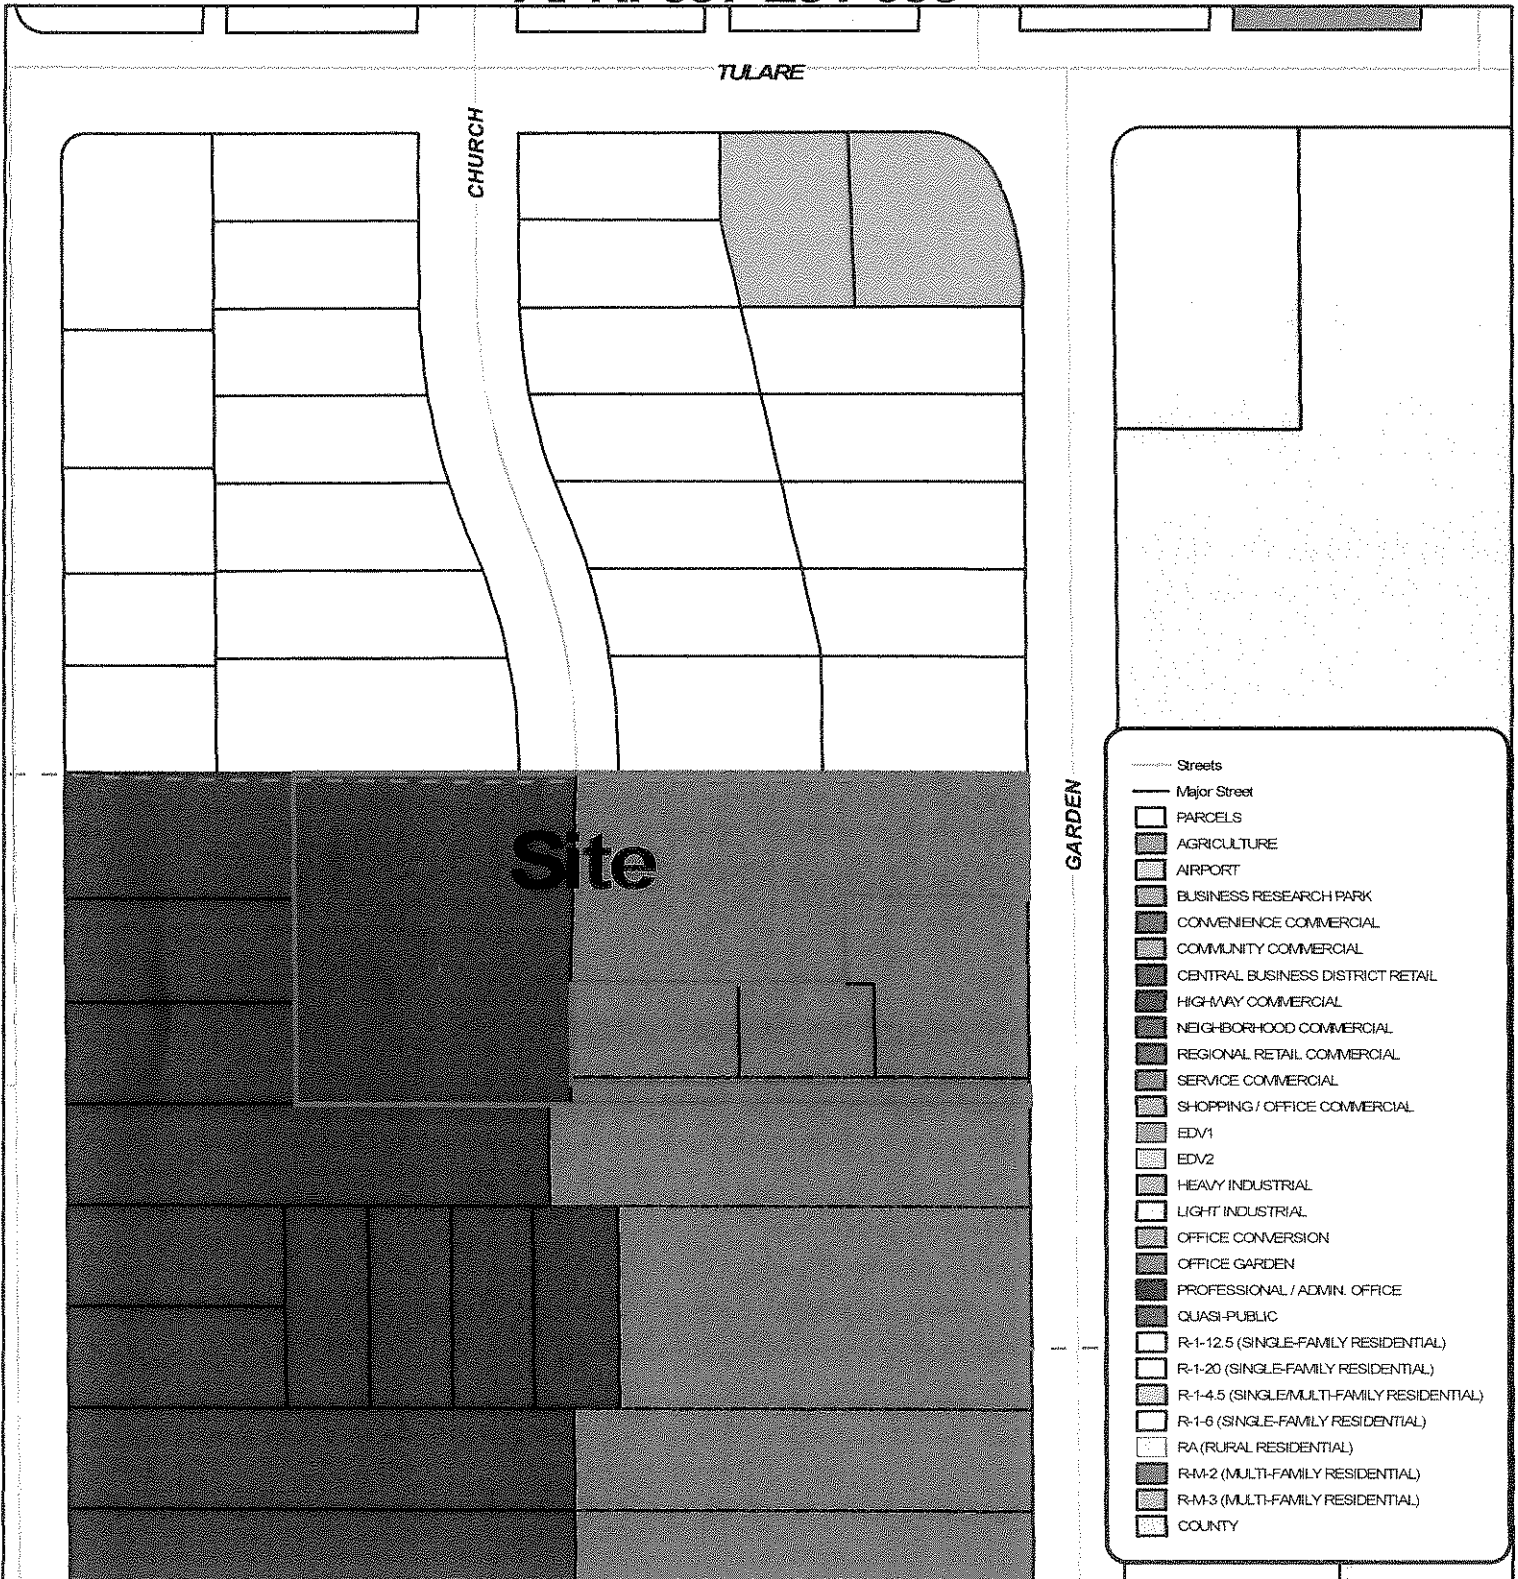 TULARE
CHURCH
Site
GARDEN
Streets
Major Street
PARCELS
AGRICULTURE
AIRPORT
BUSINESS RESEARCH PARK
CONVENIENCE COMMERCIAL
COMMUNITY COMMERCIAL
CENTRAL BUSINESS DISTRICT RETAIL
HIGHWAY COMMERCIAL
NEIGHBORHOOD COMMERCIAL
REGIONAL RETAIL COMMERCIAL
SERVICE COMMERCIAL
SHOPPING / OFFICE COMMERCIAL
EDV1
EDV2
HEAVY INDUSTRIAL
LIGHT INDUSTRIAL
OFFICE CONVERSION
OFFICE GARDEN
PROFESSIONAL / ADMIN. OFFICE
QUASI-PUBLIC
R-1-12.5 (SINGLE-FAMILY RESIDENTIAL)
R-1-20 (SINGLE-FAMILY RESIDENTIAL)
R-1-4.5 (SINGLE/MULTI-FAMILY RESIDENTIAL)
R-1-6 (SINGLE-FAMILY RESIDENTIAL)
RA (RURAL RESIDENTIAL)
R-M-2 (MULTI-FAMILY RESIDENTIAL)
R-M-3 (MULTI-FAMILY RESIDENTIAL)
COUNTY